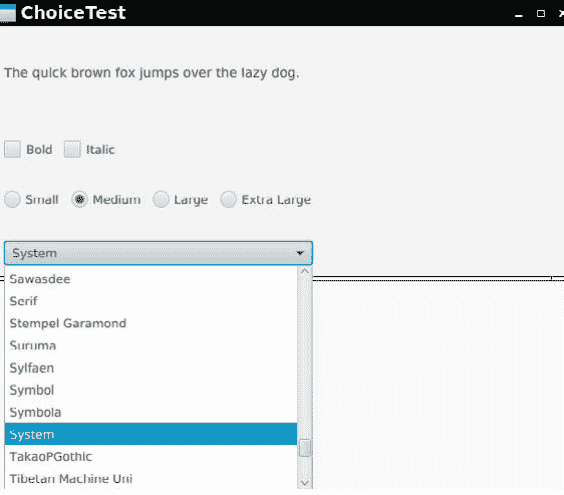 ChoiceTest
The quick brown fox jumps over the lazy dog.
Bold Italic
Small Medium Large Extra Large
System
Sawasdee
Serif
Stempel Garamond
Suruma
Sylfaen
Symbol
Symbola
System
TakaoPGothic
Tibetan Machine Uni